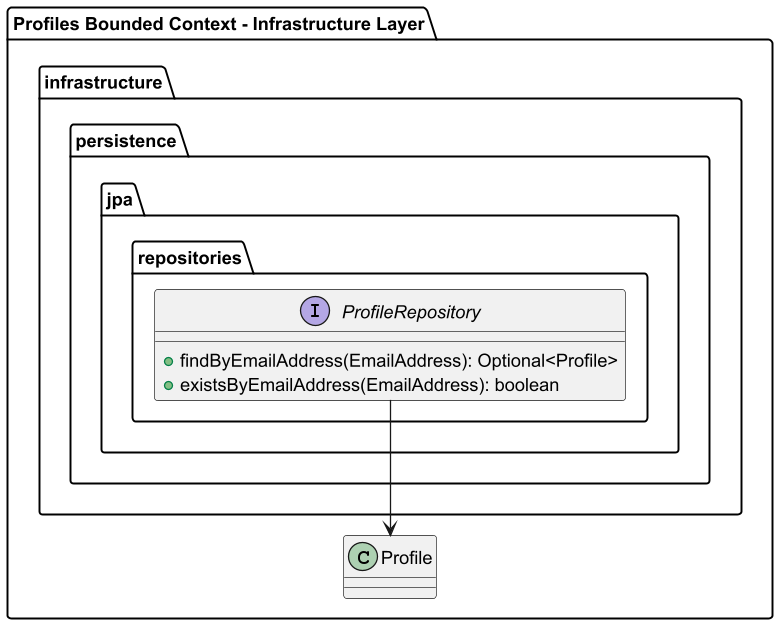 Profiles Bounded Context - Infrastructure Layer
infrastructure
persistence
jpa
repositories
I ProfileRepository
findByEmailAddress(EmailAddress): Optional<Profile>
existsByEmailAddress(EmailAddress): boolean
C Profile